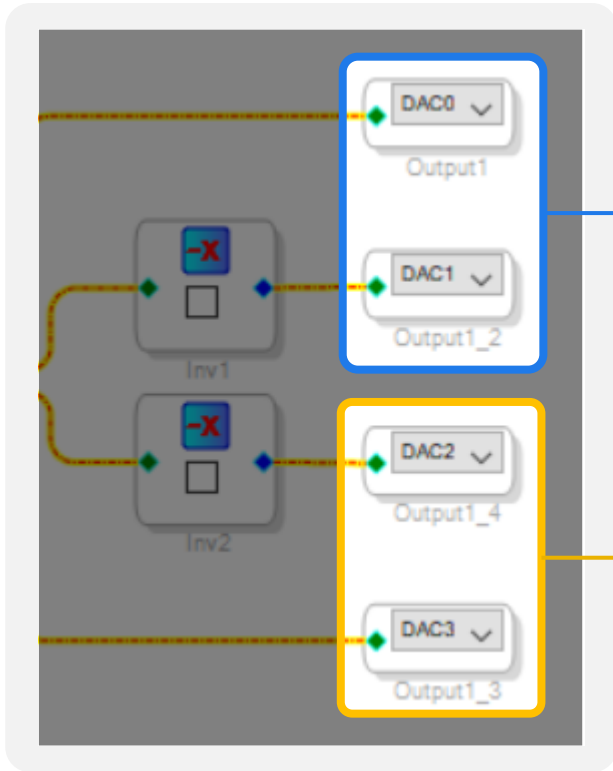 DAC0
Output1
-X
DAC1
Inv1
Output1_2
-X
DAC2
Inv2
Output1_4
DAC3
Output1_3